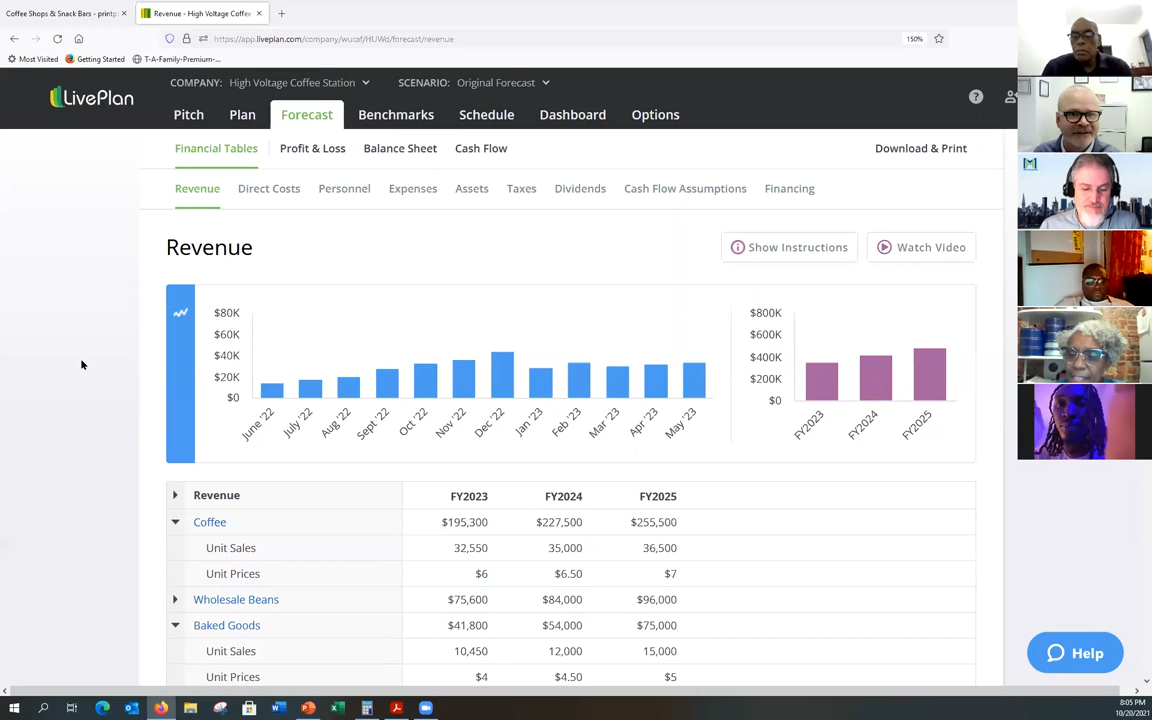 Coffee Shops & Snack Bars - printp
Revenue - High Voltage Coffee
https://app.liveplan.com/company/wucaf/HUWd/forecast/revenue
150%
Most Visited Getting Started T-A-Family-Premium-...
LivePlan
COMPANY: High Voltage Coffee Station SCENARIO: Original Forecast
Pitch Plan Forecast Benchmarks Schedule Dashboard Options
Financial Tables Profit & Loss Balance Sheet Cash Flow Download & Print
Revenue Direct Costs Personnel Expenses Assets Taxes Dividends Cash Flow Assumptions Financing
Revenue Show Instructions Watch Video
$80K $800K
$60K $600K
$40K $400K
$20K $200K
$0 $0
June '22 July '22 Aug '22 Sept '22 Oct '22 Nov '22 Dec '22 Jan '23 Feb '23 Mar '23 Apr '23 May '23 FY2023 FY2024 FY2025
Revenue FY2023 FY2024 FY2025
Coffee $195,300 $227,500 $255,500
Unit Sales 32,550 35,000 36,500
Unit Prices $6 $6.50 $7
Wholesale Beans $75,600 $84,000 $96,000
Baked Goods $41,800 $54,000 $75,000
Unit Sales 10,450 12,000 15,000
Unit Prices $4 $4.50 $5
Help
8:05 PM
10/20/2021